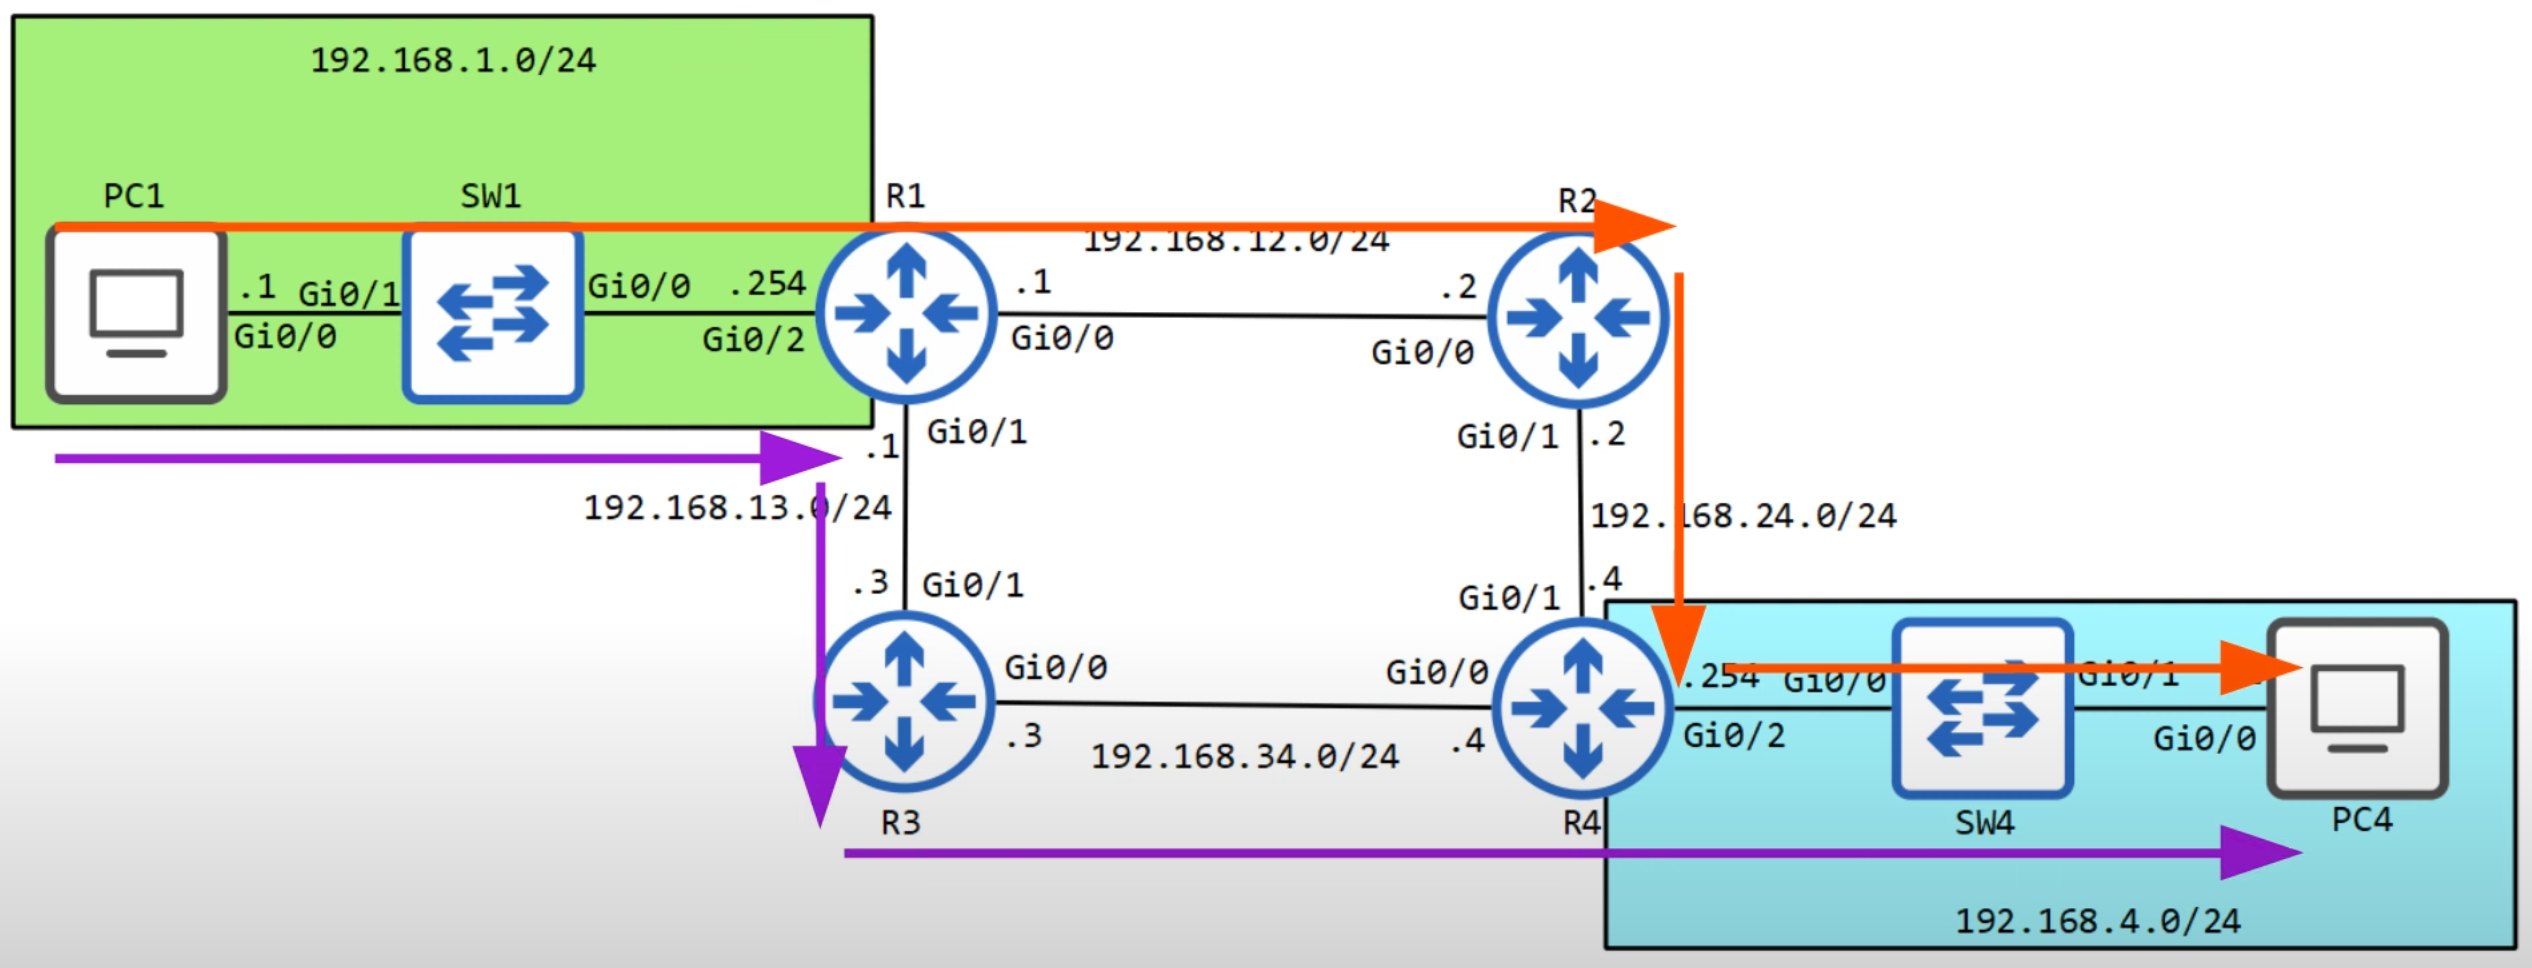 192.168.1.0/24
PC1
SW1
R1
R2
192.168.12.0/24
.1
Gi0/1
Gi0/0
Gi0/0
.254
Gi0/2
.1
Gi0/0
.2
Gi0/0
.1
Gi0/1
Gi0/1
.2
192.168.13.0/24
192.168.24.0/24
.3
Gi0/1
Gi0/1
.4
Gi0/0
.3
192.168.34.0/24
Gi0/0
.4
.254
Gi0/0
Gi0/2
Gi0/1
Gi0/0
R3
R4
SW4
PC4
192.168.4.0/24